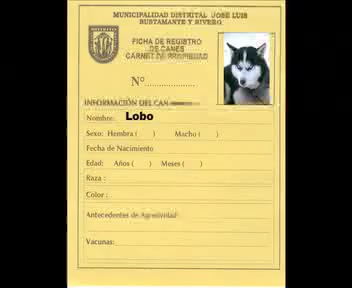 MUNICIPALIDAD DISTRITAL JOSE LUIS
BUSTAMANTE Y RIVERO
FICHA DE REGISTRO
DE CANES
CARNET DE PROPIEDAD
N° ......................
INFORMACIÓN DEL CAN
Nombre: Lobo
Sexo: Hembra ( ) Macho ( )
Fecha de Nacimiento
Edad: Años ( ) Meses ( )
Raza :
Color :
Antecedentes de Agresividad:
Vacunas: